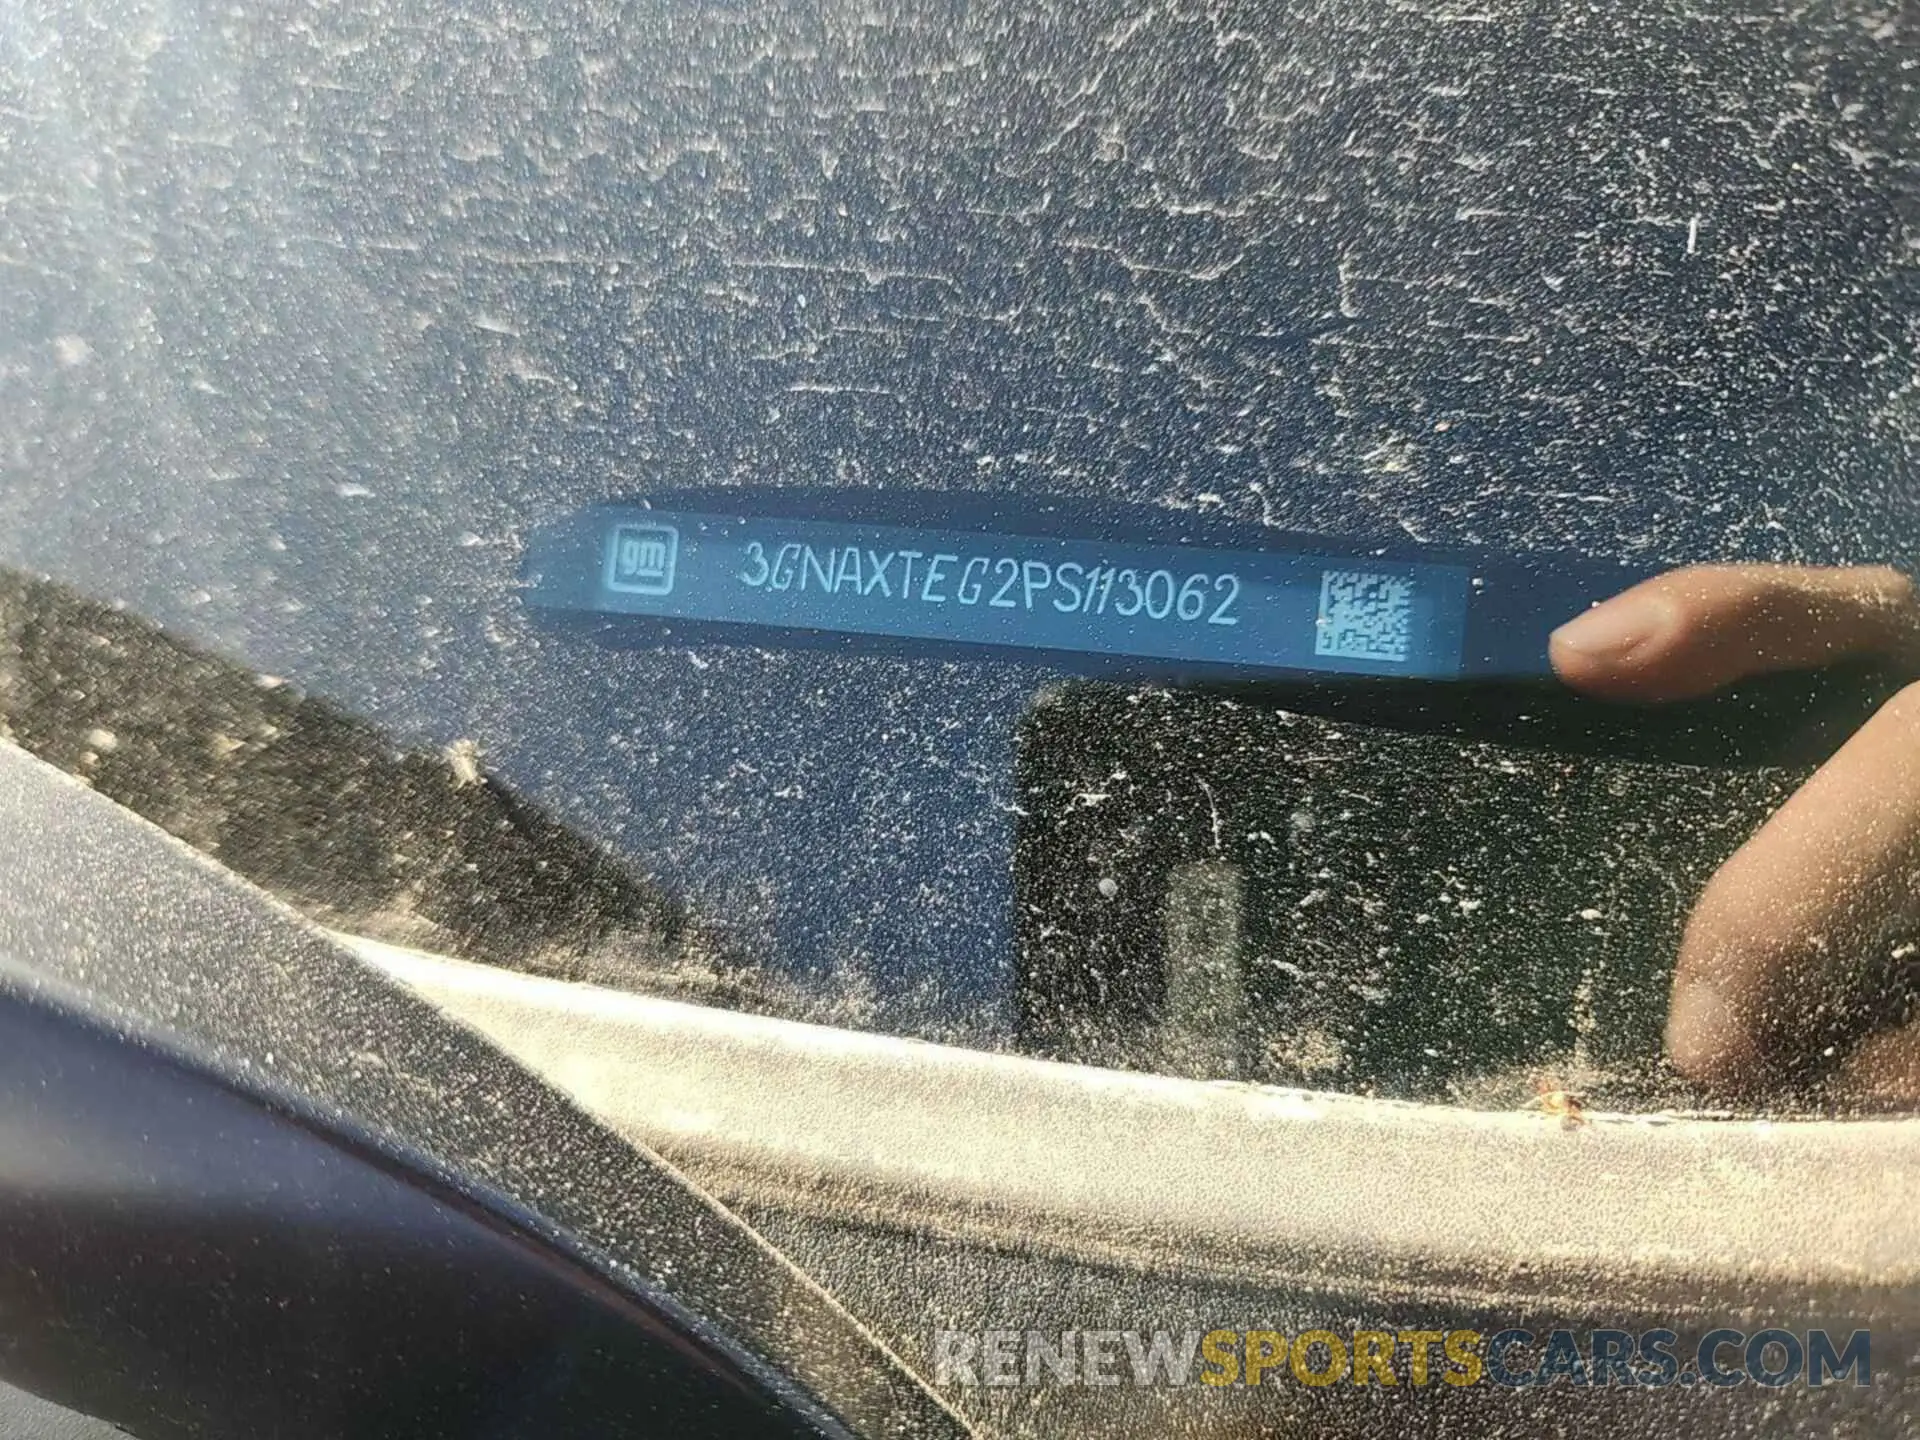 gm 3GNAXTEG2PS113062
RENEWSPORTSCARS.COM